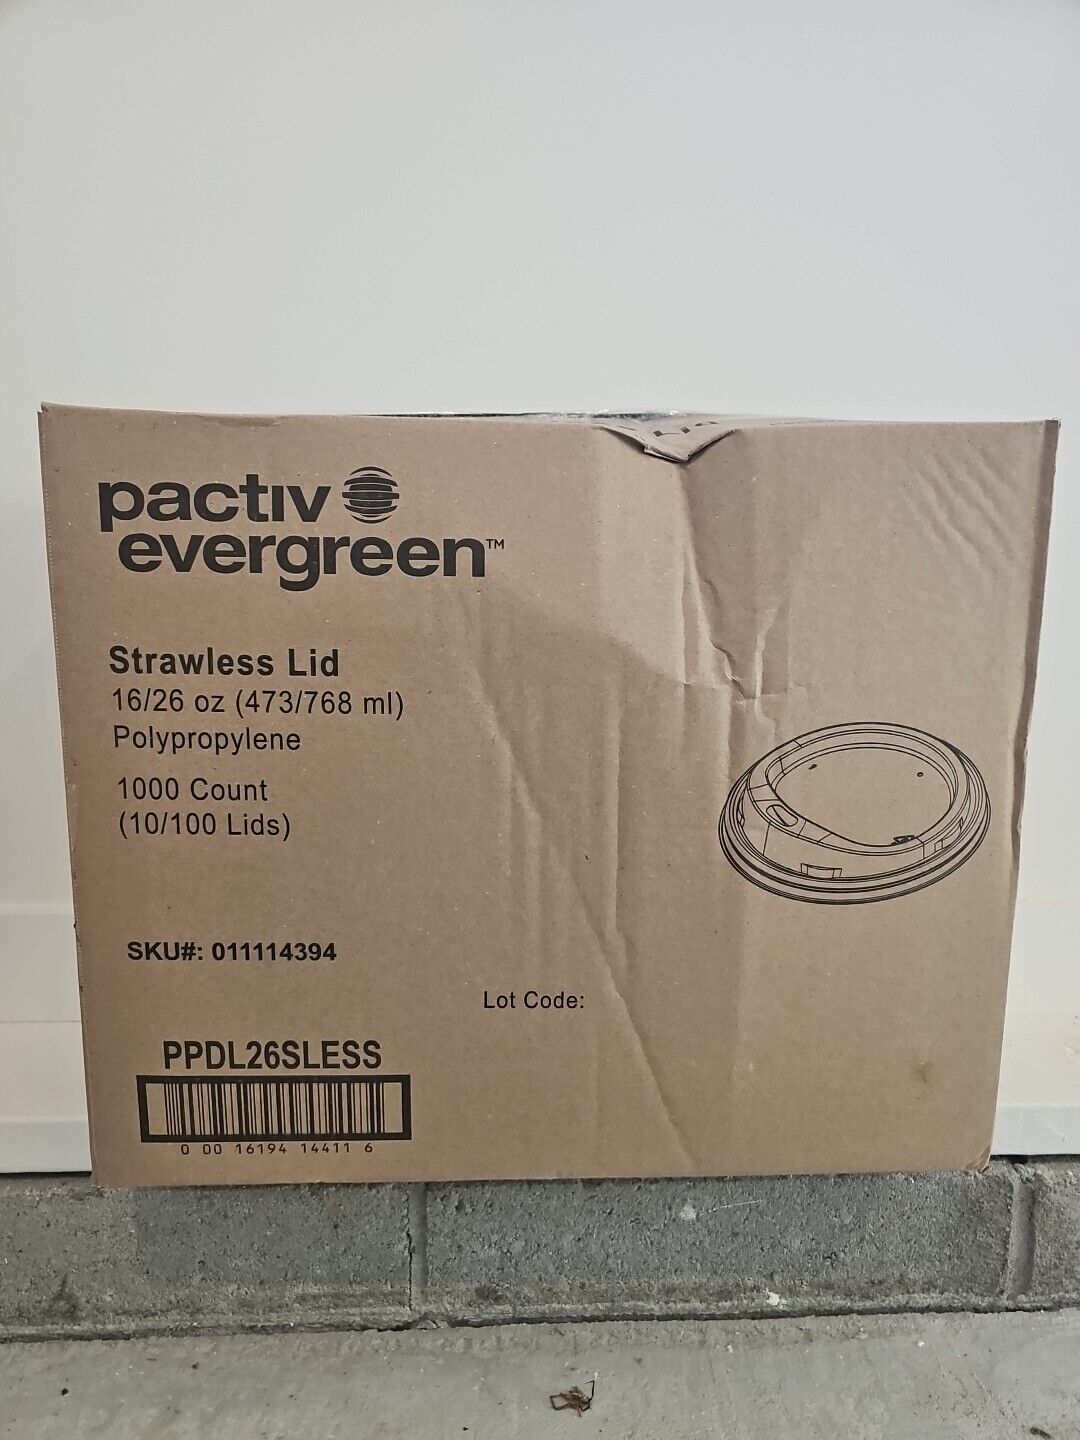 pactiv
evergreen™
Strawless Lid
16/26 oz (473/768 ml)
Polypropylene
1000 Count
(10/100 Lids)
SKU#: 011114394
Lot Code:
PPDL26SLESS
0 00 16194 14411 6